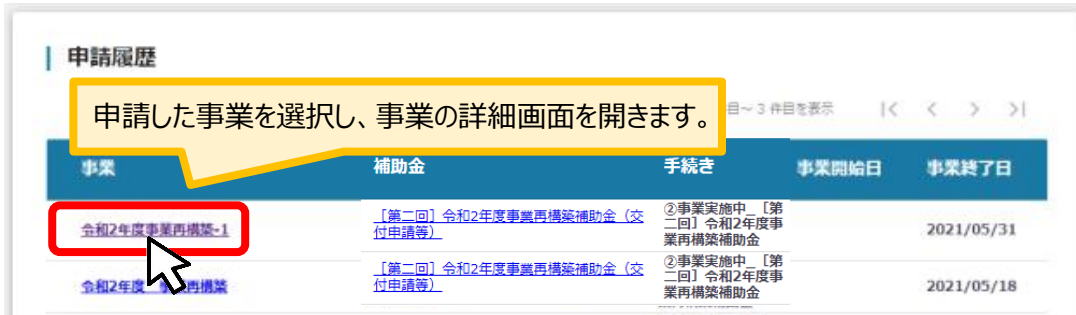 申請履歴
申請した事業を選択し、事業の詳細画面を開きます。
目～3 件目を表示 |< < > >|
事業 補助金 手続き 事業開始日 事業終了日
令和2年度事業再構築-1
［第二回］令和2年度事業再構築補助金（交
付申請等）
②事業実施中_［第
二回］令和2年度事
業再構築補助金
2021/05/31
令和2年度 事業再構築
［第二回］令和2年度事業再構築補助金（交
付申請等）
②事業実施中_［第
二回］令和2年度事
業再構築補助金
2021/05/18